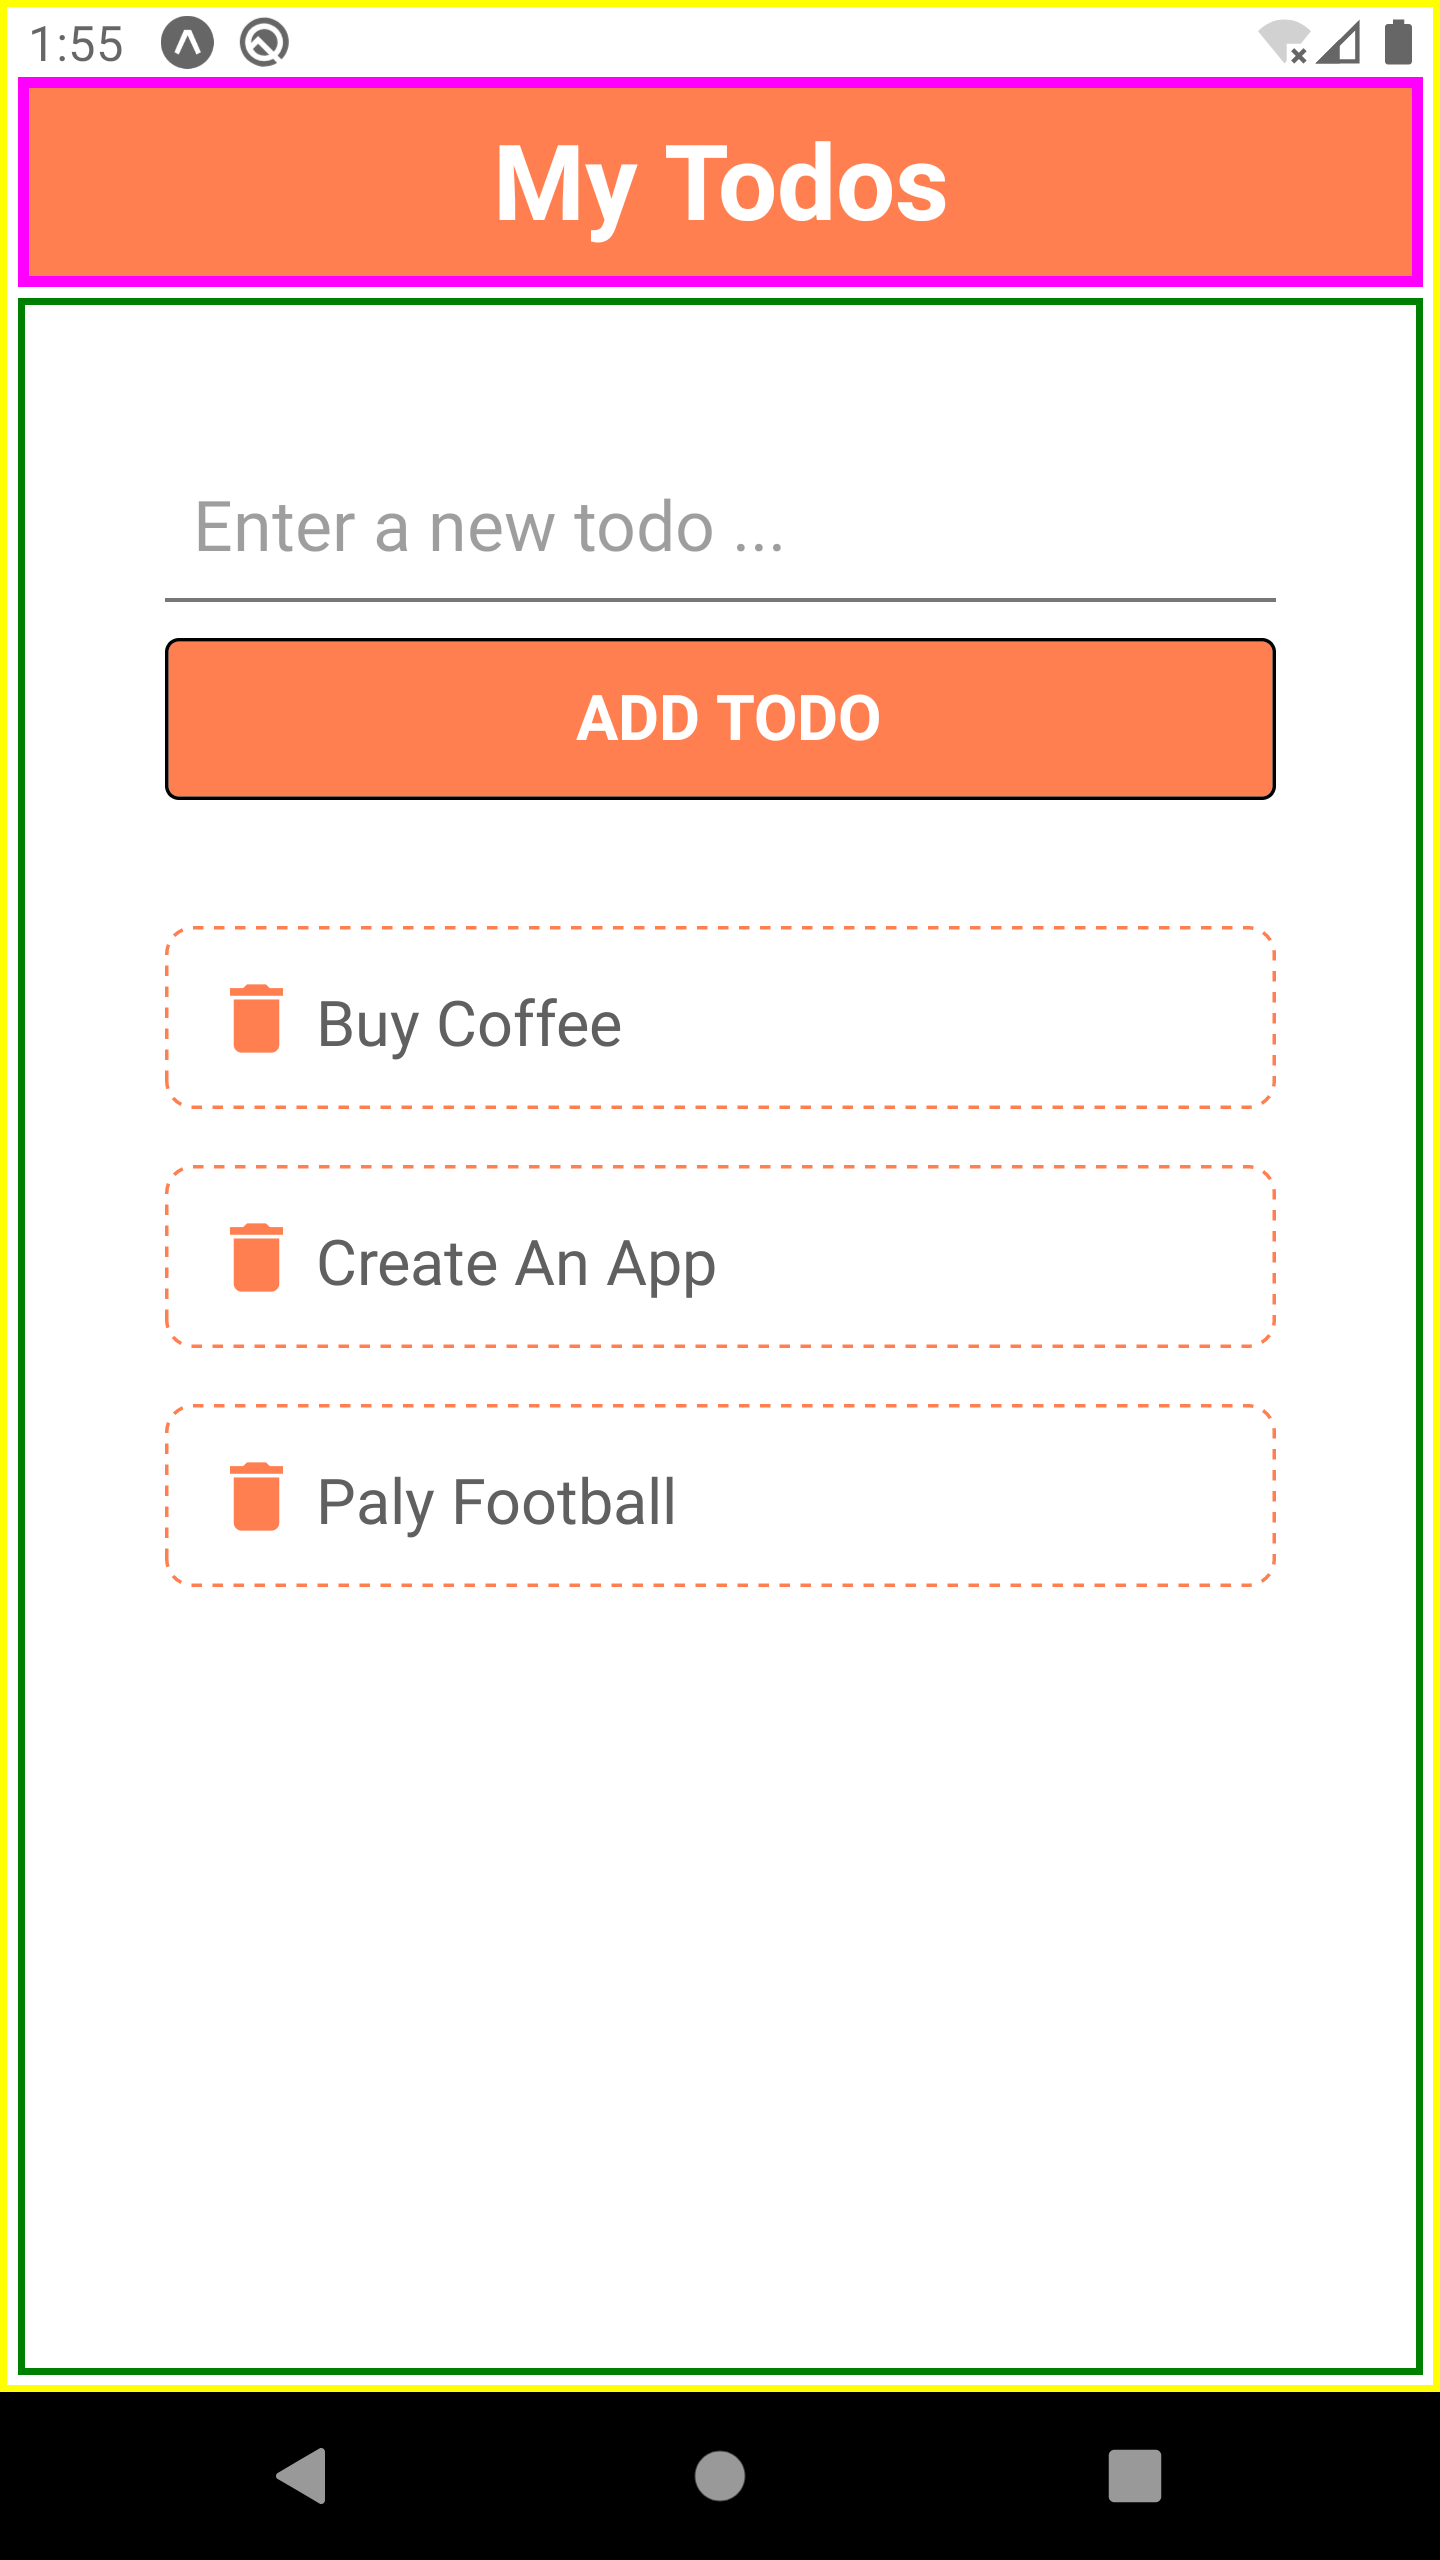 1:55
My Todos
Enter a new todo ...
ADD TODO
Buy Coffee
Create An App
Paly Football